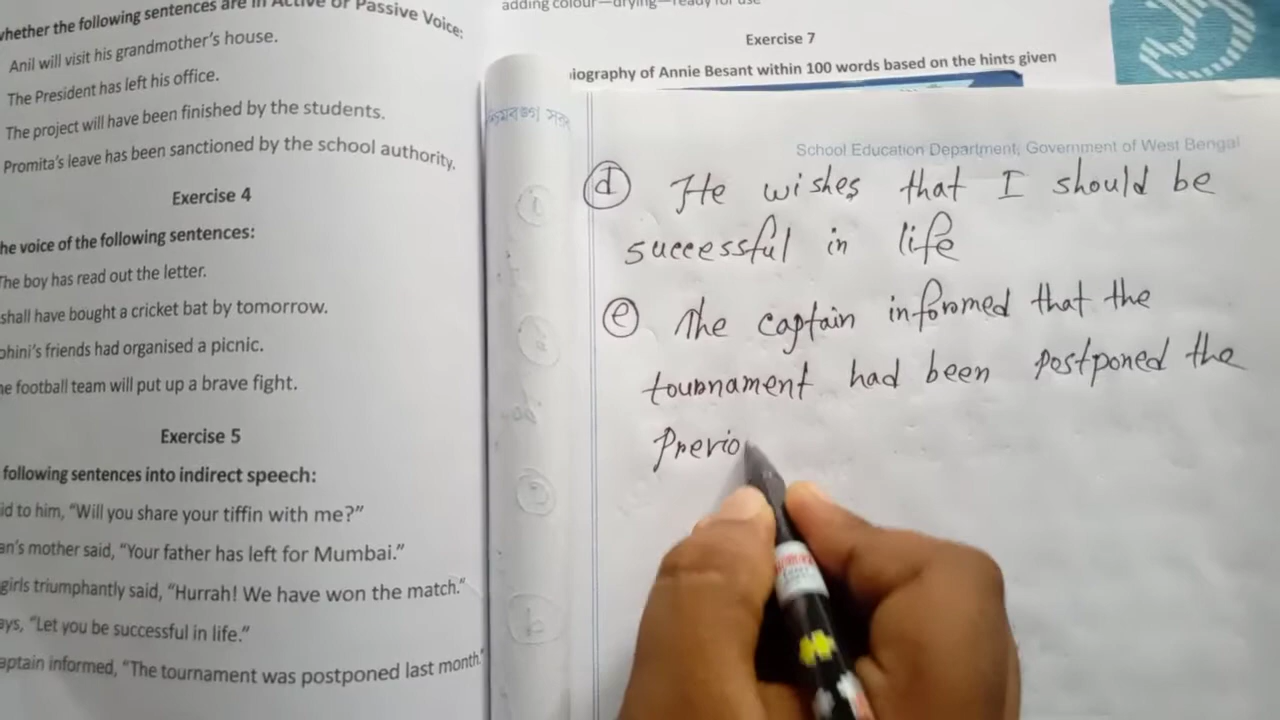 whether the following sentences are in Active or Passive Voice:
Anil will visit his grandmother's house.
The President has left his office.
The project will have been finished by the students.
Promita's leave has been sanctioned by the school authority.
Exercise 4
he voice of the following sentences:
The boy has read out the letter.
shall have bought a cricket bat by tomorrow.
ohini's friends had organised a picnic.
he football team will put up a brave fight.
Exercise 5
following sentences into indirect speech:
id to him, "Will you share your tiffin with me?"
an's mother said, "Your father has left for Mumbai."
girls triumphantly said, "Hurrah! We have won the match."
ays, "Let you be successful in life."
aptain informed, "The tournament was postponed last month."
adding colour—drying—ready for use
Exercise 7
iography of Annie Besant within 100 words based on the hints given
School Education Department, Government of West Bengal
(d) He wishes that I should be
successful in life
(e) The captain informed that the
tournament had been postponed the
Previo